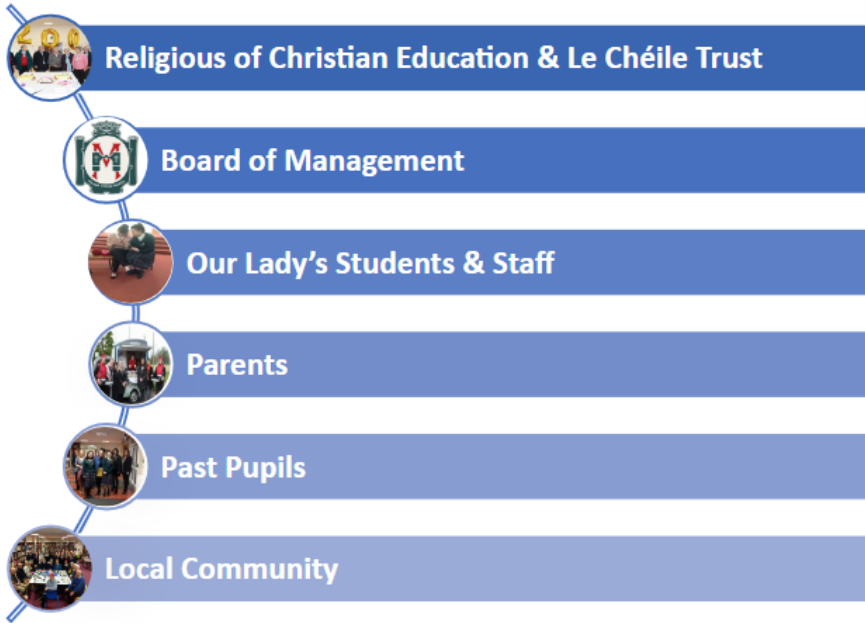 200
Religious of Christian Education & Le Chéile Trust
Board of Management
Our Lady's Students & Staff
Parents
Past Pupils
Local Community